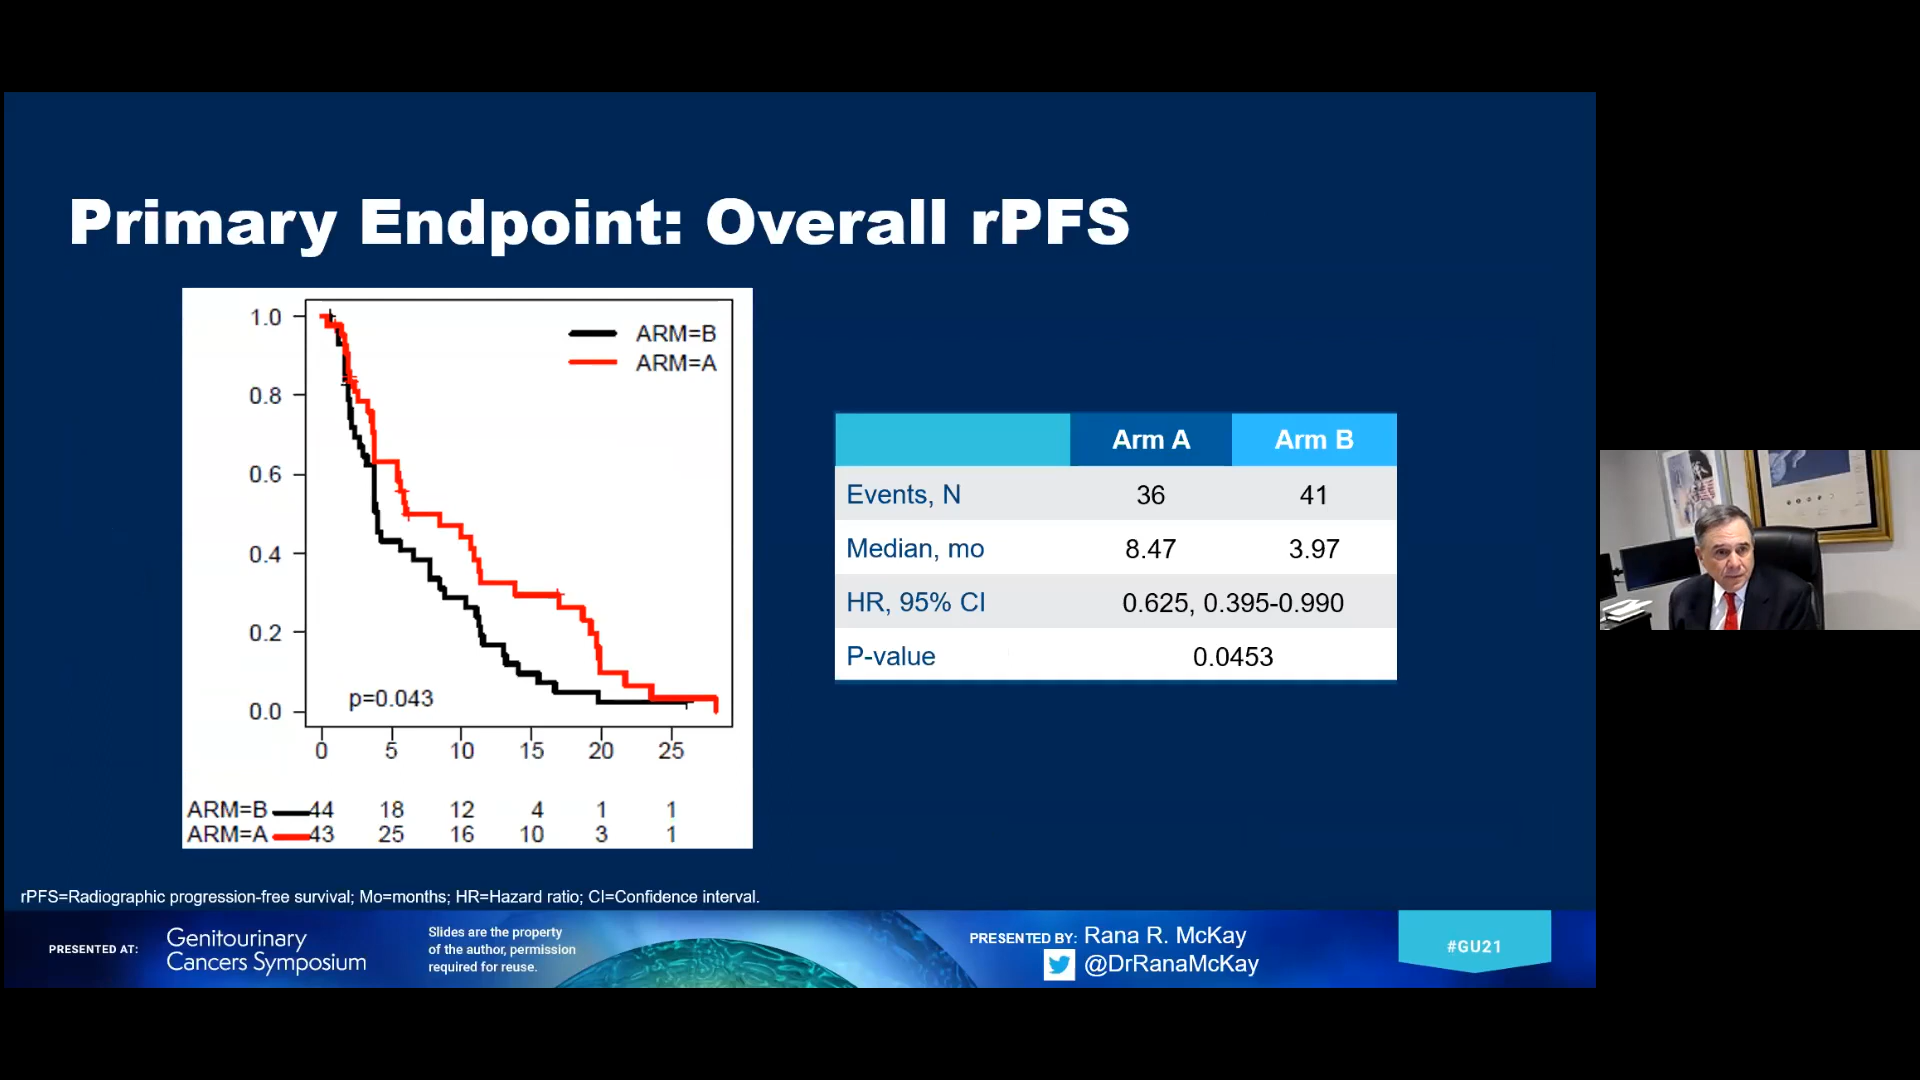 Primary Endpoint: Overall rPFS
1.0
0.8
0.6
0.4
0.2
0.0
ARM=B
ARM=A
p=0.043
0 5 10 15 20 25
ARM=B 44 18 12 4 1 1
ARM=A 43 25 16 10 3 1
Arm A Arm B
Events, N 36 41
Median, mo 8.47 3.97
HR, 95% CI 0.625, 0.395-0.990
P-value 0.0453
rPFS=Radiographic progression-free survival; Mo=months; HR=Hazard ratio; CI=Confidence interval.
PRESENTED AT:
Genitourinary
Cancers Symposium
Slides are the property
of the author, permission
required for reuse.
PRESENTED BY: Rana R. McKay
@DrRanaMcKay
#GU21